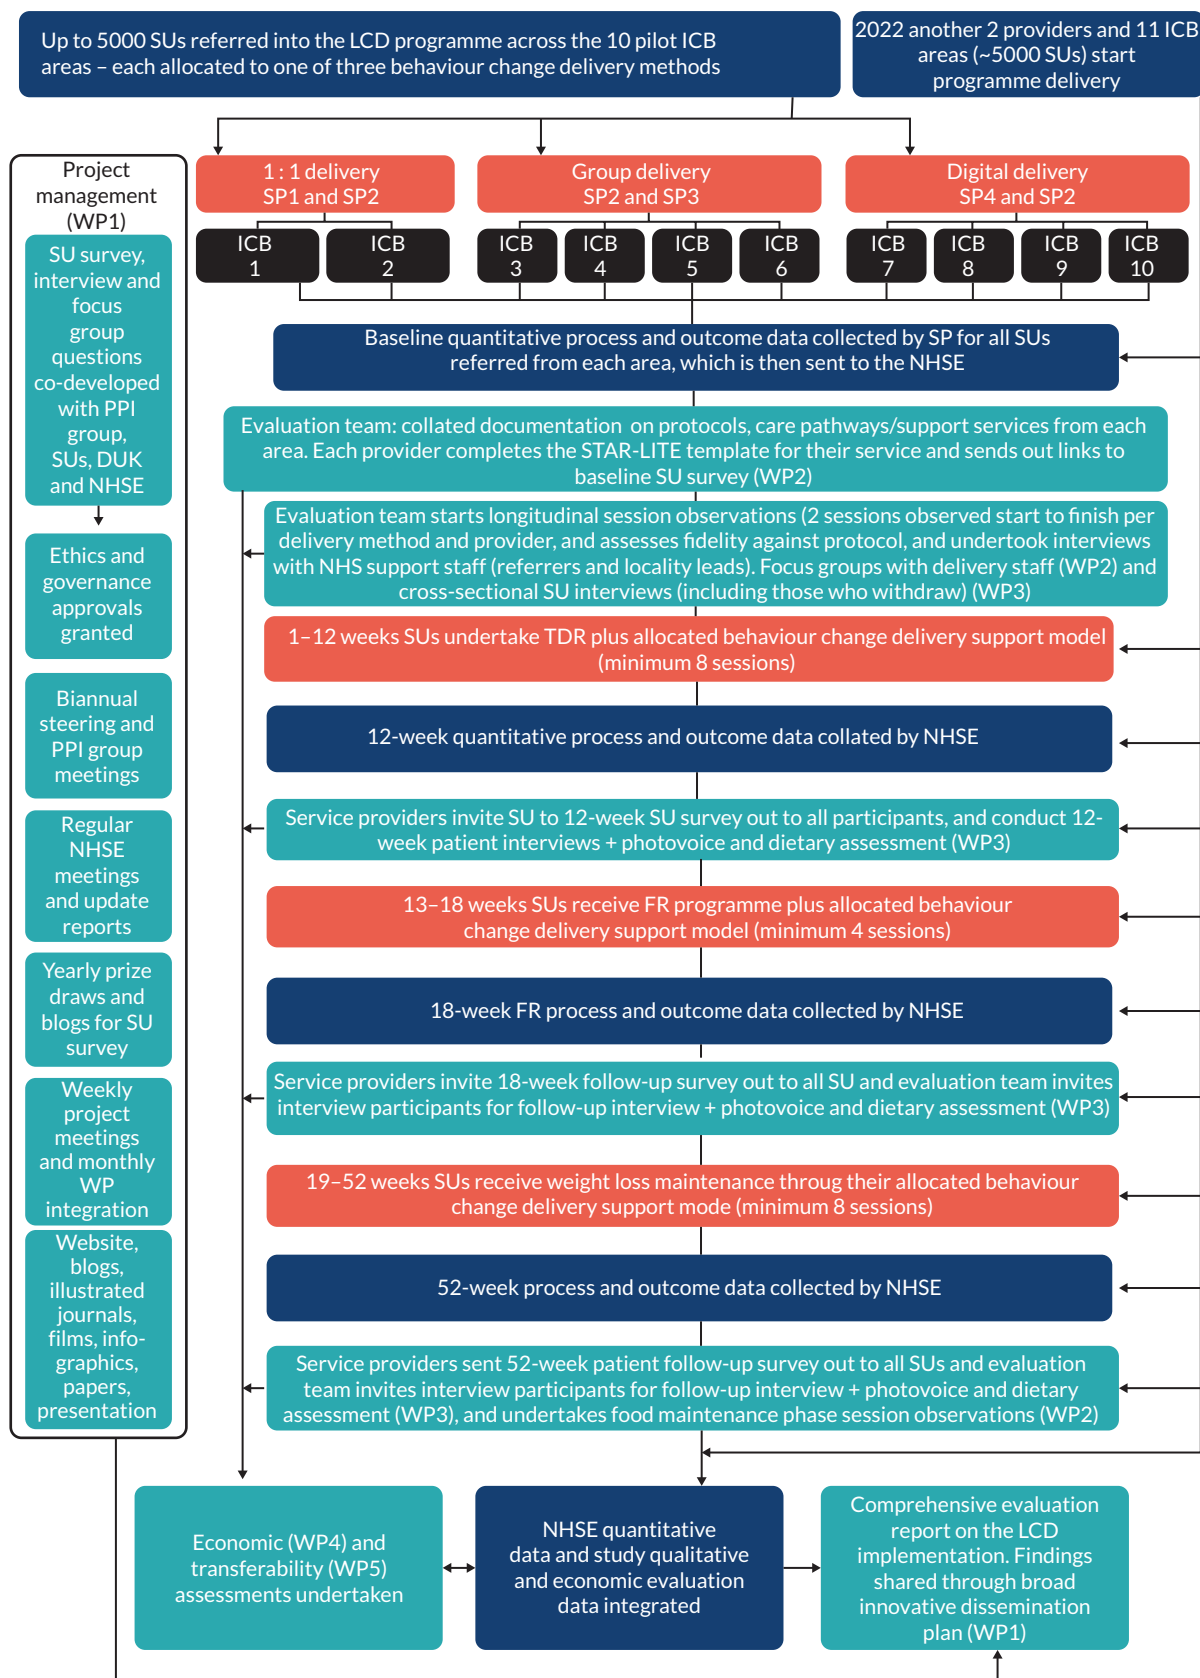 Up to 5000 SUs referred into the LCD programme across the 10 pilot ICB
areas – each allocated to one of three behaviour change delivery methods
2022 another 2 providers and 11 ICB
areas (~5000 SUs) start
programme delivery
Project
management
(WP1)
SU survey,
interview and
focus
group
questions
co-developed
with PPI
group,
SUs, DUK
and NHSE
Ethics and
governance
approvals
granted
Biannual
steering and
PPI group
meetings
Regular
NHSE
meetings
and update
reports
Yearly prize
draws and
blogs for SU
survey
Weekly
project
meetings
and monthly
WP
integration
Website,
blogs,
illustrated
journals,
films, info-
graphics,
papers,
presentation
1 : 1 delivery
SP1 and SP2
Group delivery
SP2 and SP3
Digital delivery
SP4 and SP2
ICB
1
ICB
2
ICB
3
ICB
4
ICB
5
ICB
6
ICB
7
ICB
8
ICB
9
ICB
10
Baseline quantitative process and outcome data collected by SP for all SUs
referred from each area, which is then sent to the NHSE
Evaluation team: collated documentation on protocols, care pathways/support services from each
area. Each provider completes the STAR-LITE template for their service and sends out links to
baseline SU survey (WP2)
Evaluation team starts longitudinal session observations (2 sessions observed start to finish per
delivery method and provider, and assesses fidelity against protocol, and undertook interviews
with NHS support staff (referrers and locality leads). Focus groups with delivery staff (WP2) and
cross-sectional SU interviews (including those who withdraw) (WP3)
1–12 weeks SUs undertake TDR plus allocated behaviour change delivery support model
(minimum 8 sessions)
12-week quantitative process and outcome data collated by NHSE
Service providers invite SU to 12-week SU survey out to all participants, and conduct 12-
week patient interviews + photovoice and dietary assessment (WP3)
13–18 weeks SUs receive FR programme plus allocated behaviour
change delivery support model (minimum 4 sessions)
18-week FR process and outcome data collected by NHSE
Service providers invite 18-week follow-up survey out to all SU and evaluation team invites
interview participants for follow-up interview + photovoice and dietary assessment (WP3)
19–52 weeks SUs receive weight loss maintenance throug their allocated behaviour
change delivery support mode (minimum 8 sessions)
52-week process and outcome data collected by NHSE
Service providers sent 52-week patient follow-up survey out to all SUs and evaluation
team invites interview participants for follow-up interview + photovoice and dietary
assessment (WP3), and undertakes food maintenance phase session observations (WP2)
Economic (WP4) and
transferability (WP5)
assessments undertaken
NHSE quantitative
data and study qualitative
and economic evaluation
data integrated
Comprehensive evaluation
report on the LCD
implementation. Findings
shared through broad
innovative dissemination
plan (WP1)